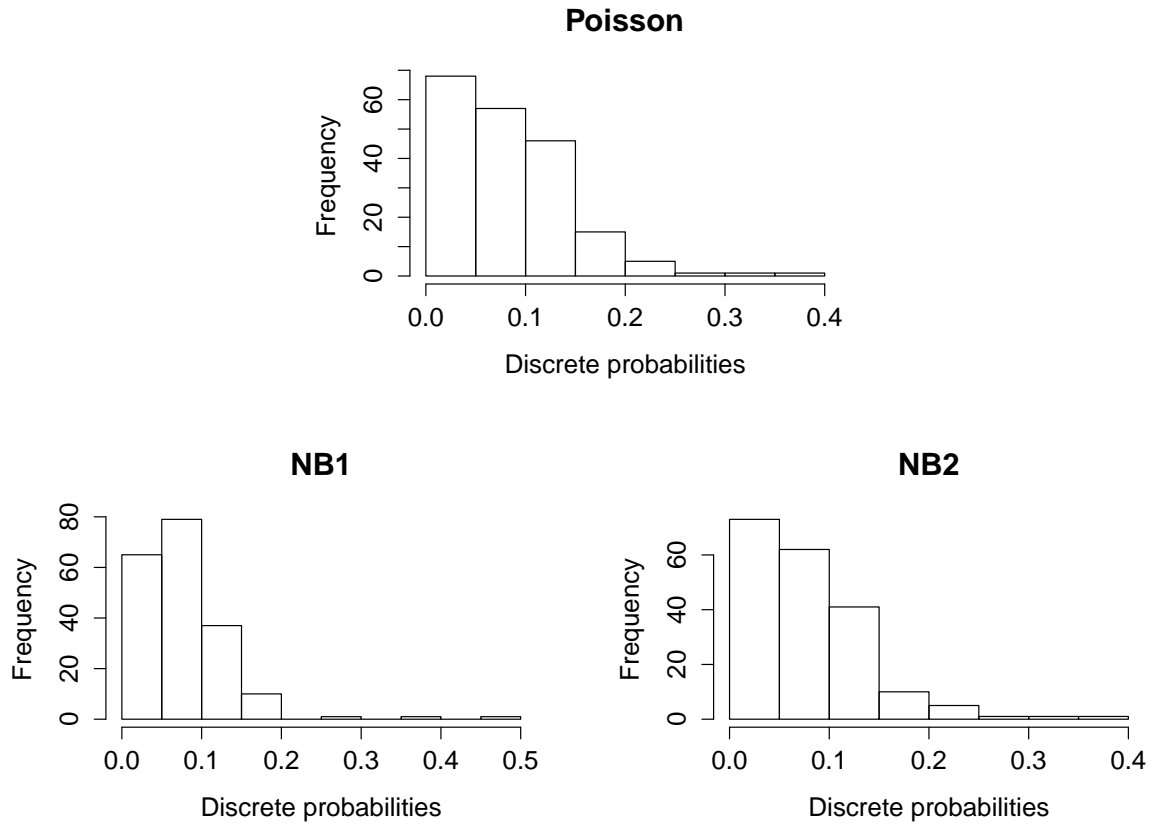 Poisson
Frequency
0 20 40 60
0.0 0.1 0.2 0.3 0.4
Discrete probabilities
NB1
Frequency
0 20 40 60 80
0.0 0.1 0.2 0.3 0.4 0.5
Discrete probabilities
NB2
Frequency
0 20 40 60
0.0 0.1 0.2 0.3 0.4
Discrete probabilities